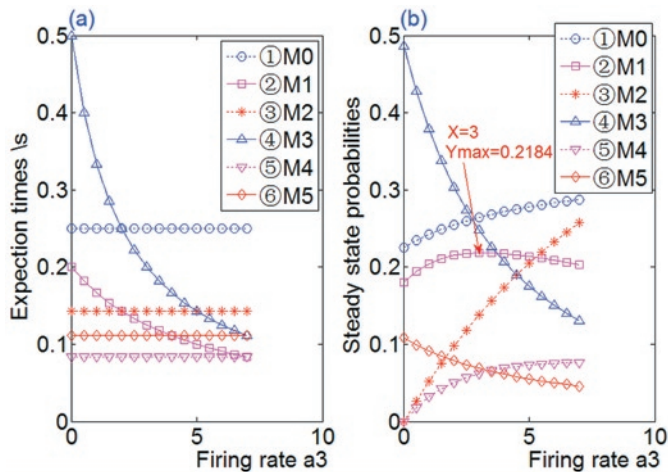 (a)
0.5
0.4
0.3
0.2
0.1
0
Expection times \s
0
5
10
Firing rate a3
①M0
②M1
③M2
④M3
⑤M4
⑥M5
(b)
0.5
0.4
0.3
0.2
0.1
0
Steady state probabilities
0
5
10
Firing rate a3
X=3
Ymax=0.2184
①M0
②M1
③M2
④M3
⑤M4
⑥M5